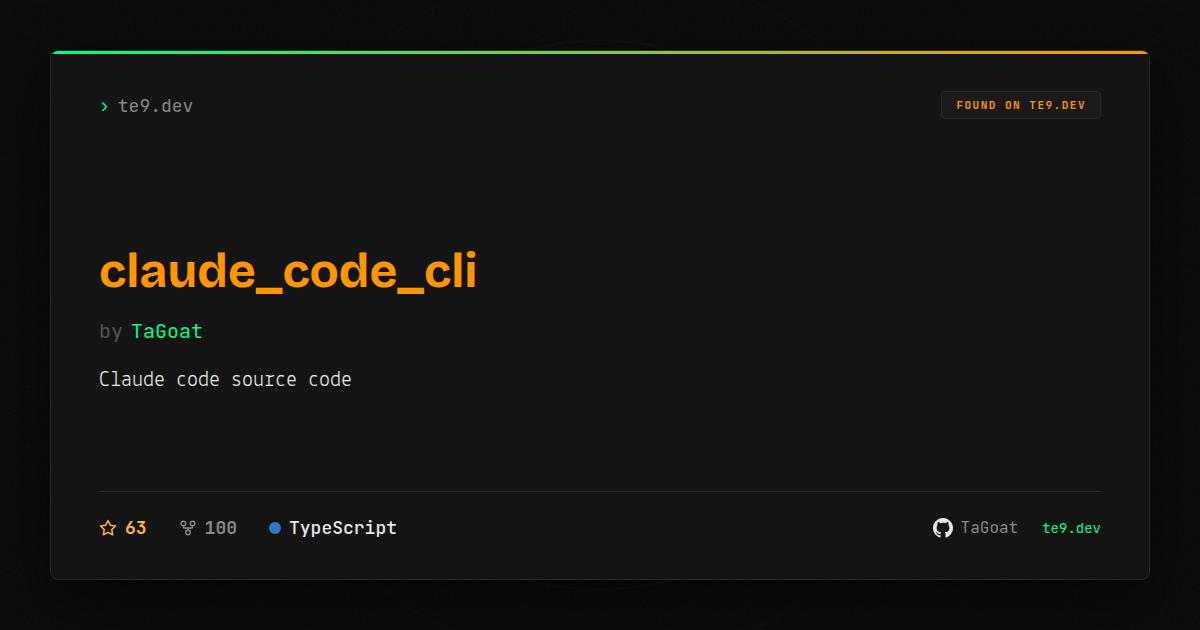 › te9.dev
FOUND ON TE9.DEV
claude_code_cli
by TaGoat
Claude code source code
63 100 TypeScript
TaGoat te9.dev